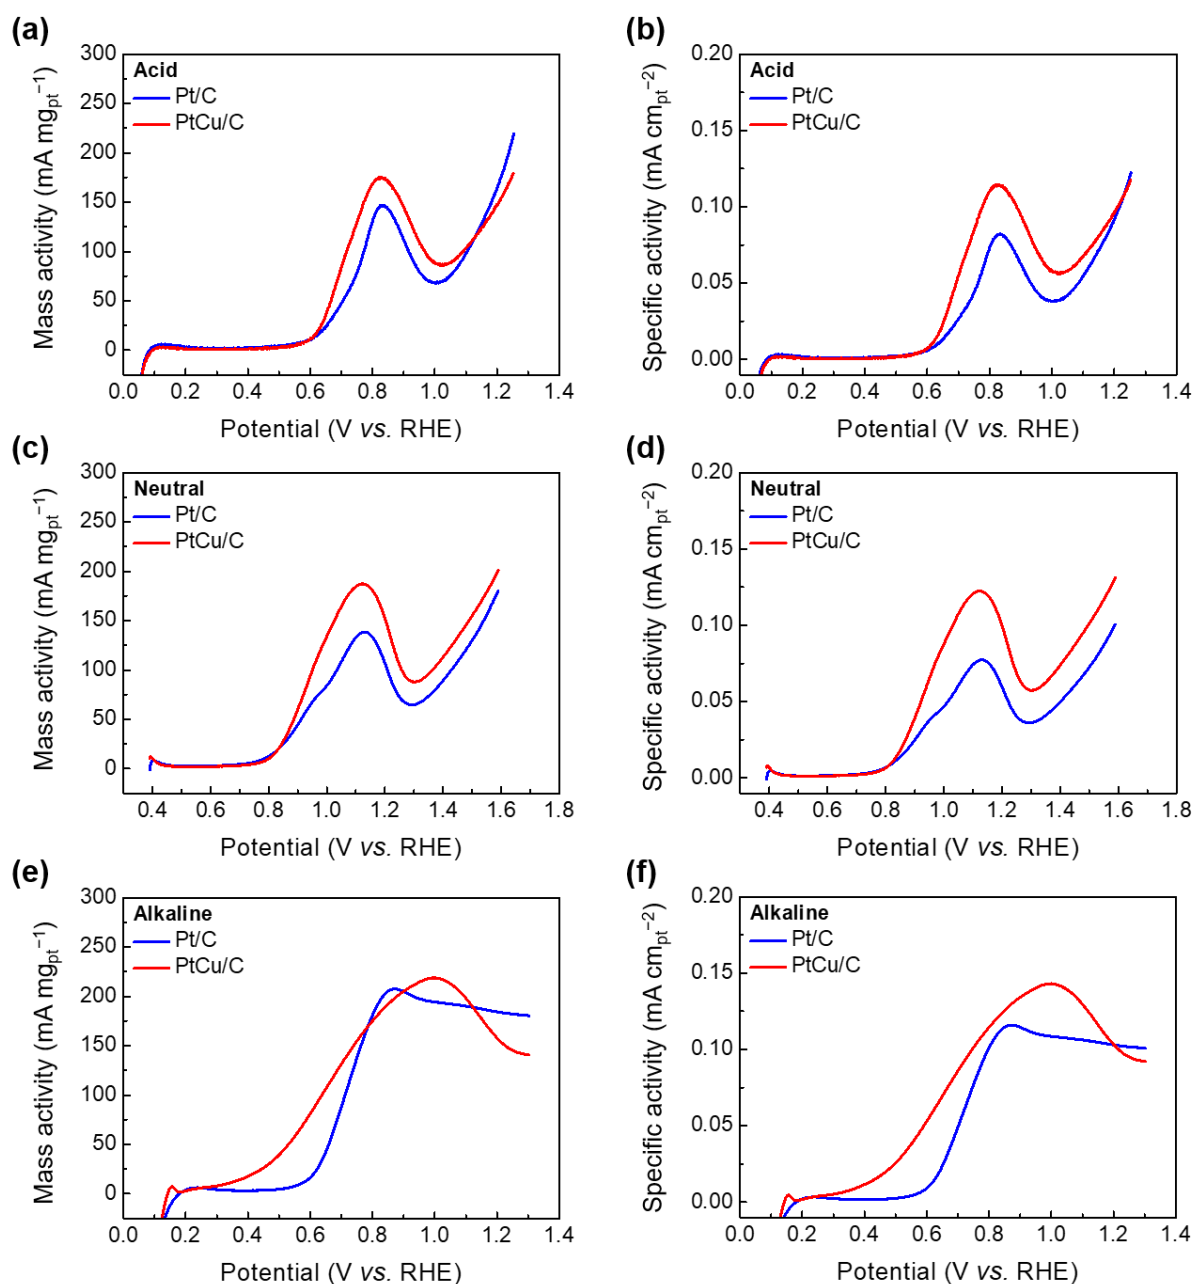 (a)
Mass activity (mA mgₚₜ⁻¹)
300
250
200
150
100
50
0
Acid
Pt/C
PtCu/C
0.0 0.2 0.4 0.6 0.8 1.0 1.2 1.4
Potential (V vs. RHE)
(b)
Specific activity (mA cmₚₜ⁻²)
0.20
0.15
0.10
0.05
0.00
Acid
Pt/C
PtCu/C
0.0 0.2 0.4 0.6 0.8 1.0 1.2 1.4
Potential (V vs. RHE)
(c)
Mass activity (mA mgₚₜ⁻¹)
300
250
200
150
100
50
0
Neutral
Pt/C
PtCu/C
0.4 0.6 0.8 1.0 1.2 1.4 1.6 1.8
Potential (V vs. RHE)
(d)
Specific activity (mA cmₚₜ⁻²)
0.20
0.15
0.10
0.05
0.00
Neutral
Pt/C
PtCu/C
0.4 0.6 0.8 1.0 1.2 1.4 1.6 1.8
Potential (V vs. RHE)
(e)
Mass activity (mA mgₚₜ⁻¹)
300
250
200
150
100
50
0
Alkaline
Pt/C
PtCu/C
0.0 0.2 0.4 0.6 0.8 1.0 1.2 1.4
Potential (V vs. RHE)
(f)
Specific activity (mA cmₚₜ⁻²)
0.20
0.15
0.10
0.05
0.00
Alkaline
Pt/C
PtCu/C
0.0 0.2 0.4 0.6 0.8 1.0 1.2 1.4
Potential (V vs. RHE)